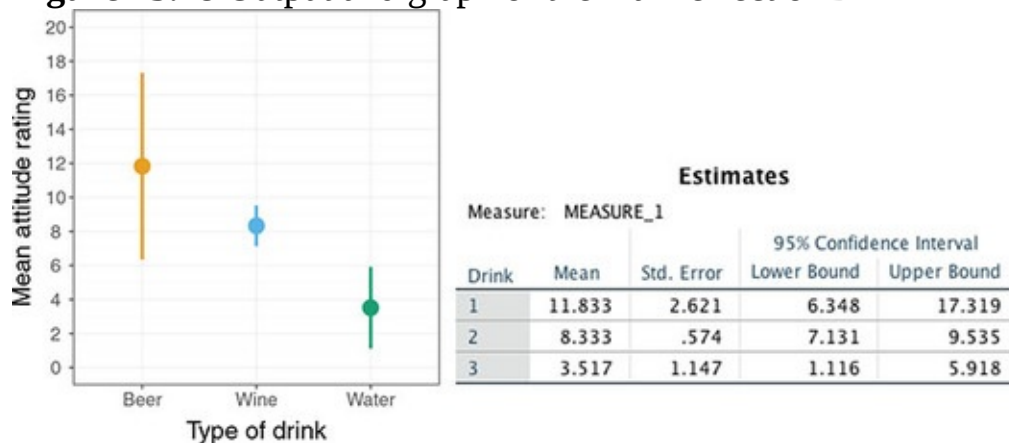 20
18
16
14
12
10
8
6
4
2
0
Mean attitude rating
Beer Wine Water
Type of drink
Estimates
Measure: MEASURE_1
95% Confidence Interval
Drink Mean Std. Error Lower Bound Upper Bound
1 11.833 2.621 6.348 17.319
2 8.333 .574 7.131 9.535
3 3.517 1.147 1.116 5.918